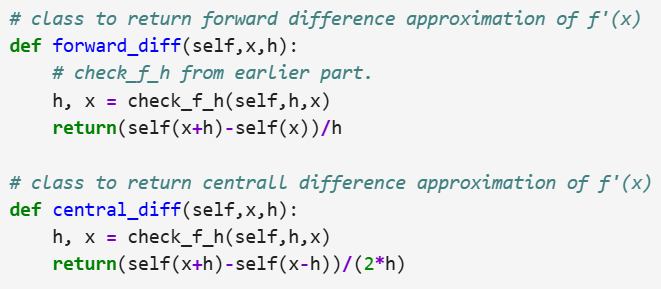 # class to return forward difference approximation of f'(x)
def forward_diff(self,x,h):
    # check_f_h from earlier part.
    h, x = check_f_h(self,h,x)
    return(self(x+h)-self(x))/h

# class to return centrall difference approximation of f'(x)
def central_diff(self,x,h):
    h, x = check_f_h(self,h,x)
    return(self(x+h)-self(x-h))/(2*h)